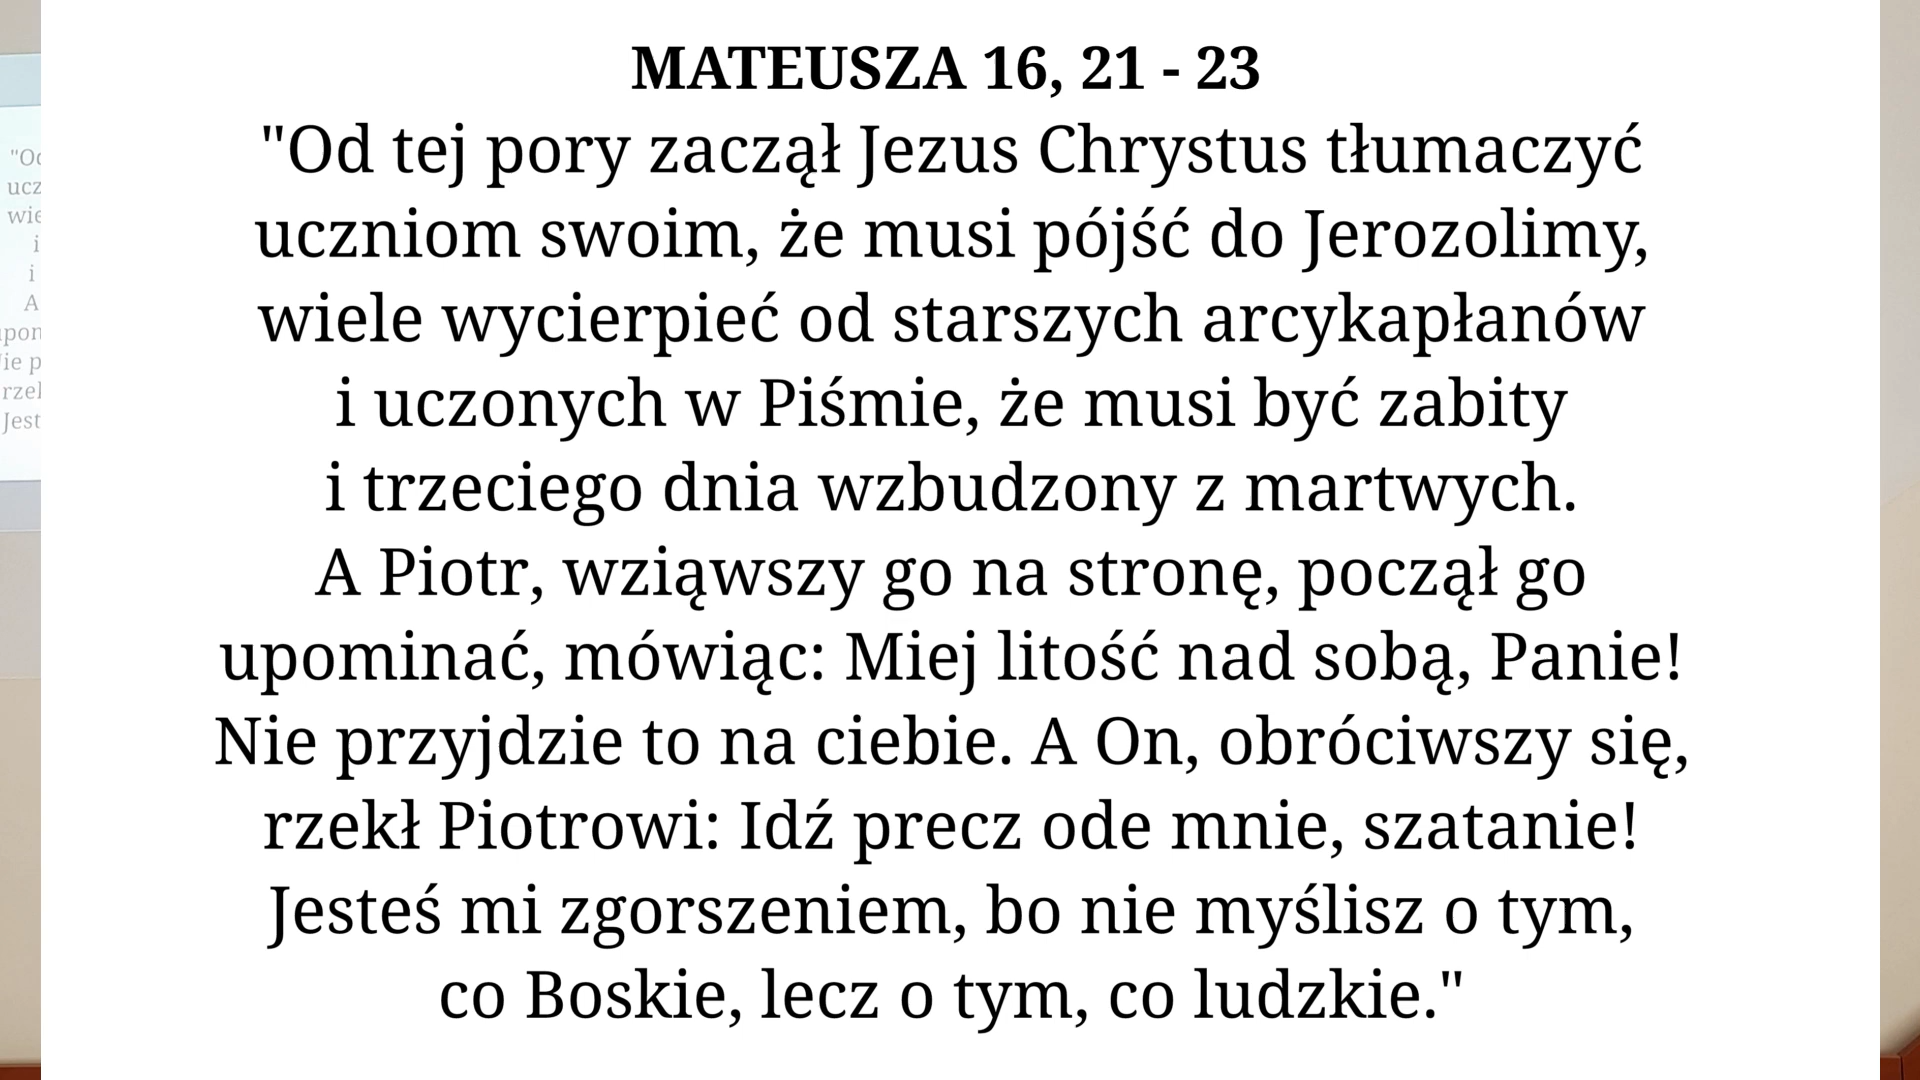 MATEUSZA 16, 21 - 23
"Od tej pory zaczął Jezus Chrystus tłumaczyć
uczniom swoim, że musi pójść do Jerozolimy,
wiele wycierpieć od starszych arcykapłanów
i uczonych w Piśmie, że musi być zabity
i trzeciego dnia wzbudzony z martwych.
A Piotr, wziąwszy go na stronę, począł go
upominać, mówiąc: Miej litość nad sobą, Panie!
Nie przyjdzie to na ciebie. A On, obróciwszy się,
rzekł Piotrowi: Idź precz ode mnie, szatanie!
Jesteś mi zgorszeniem, bo nie myślisz o tym,
co Boskie, lecz o tym, co ludzkie."